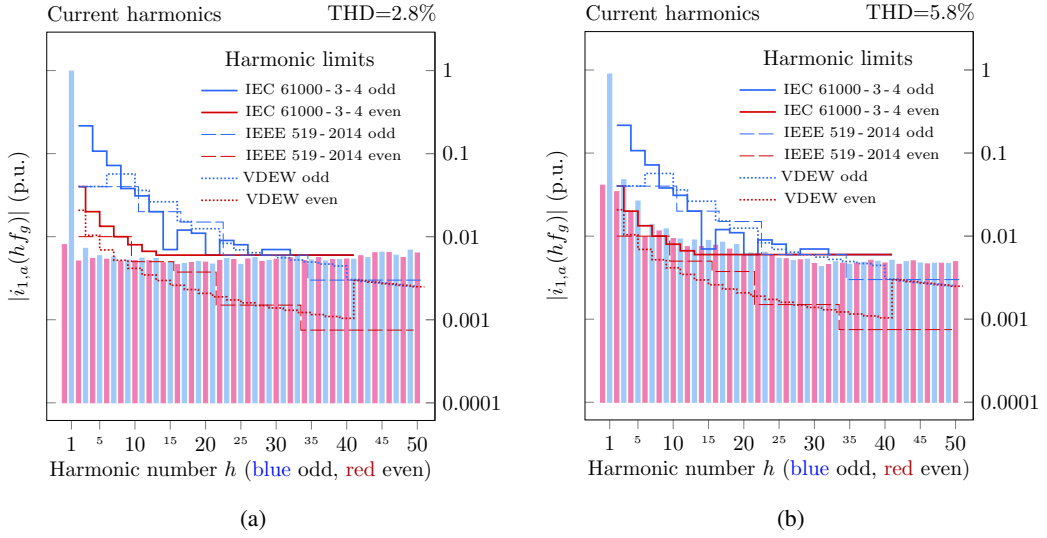 Current harmonics THD=2.8%
Harmonic limits
IEC 61000-3-4 odd
IEC 61000-3-4 even
IEEE 519-2014 odd
IEEE 519-2014 even
VDEW odd
VDEW even
1
0.1
0.01
0.001
0.0001
|i1,a(hfg)| (p.u.)
1 5 10 15 20 25 30 35 40 45 50
Harmonic number h (blue odd, red even)
(a)
Current harmonics THD=5.8%
Harmonic limits
IEC 61000-3-4 odd
IEC 61000-3-4 even
IEEE 519-2014 odd
IEEE 519-2014 even
VDEW odd
VDEW even
1
0.1
0.01
0.001
0.0001
|i1,a(hfg)| (p.u.)
1 5 10 15 20 25 30 35 40 45 50
Harmonic number h (blue odd, red even)
(b)